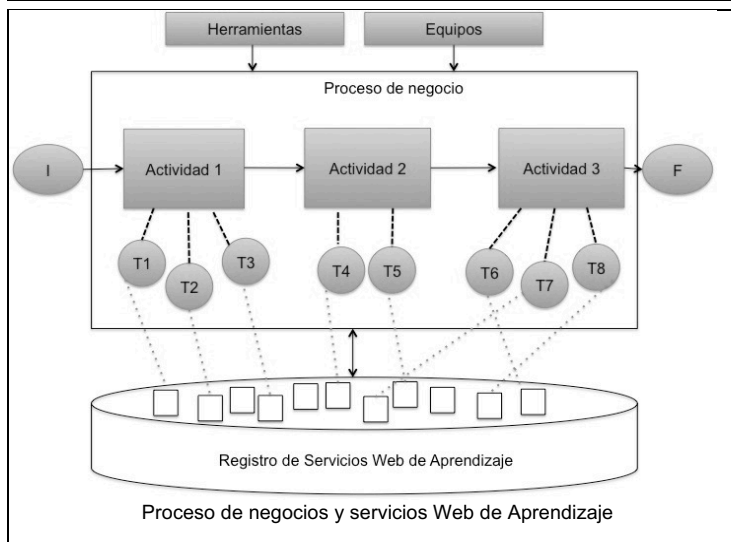 Herramientas
Equipos
Proceso de negocio
I
Actividad 1
Actividad 2
Actividad 3
F
T1
T2
T3
T4
T5
T6
T7
T8
Registro de Servicios Web de Aprendizaje
Proceso de negocios y servicios Web de Aprendizaje